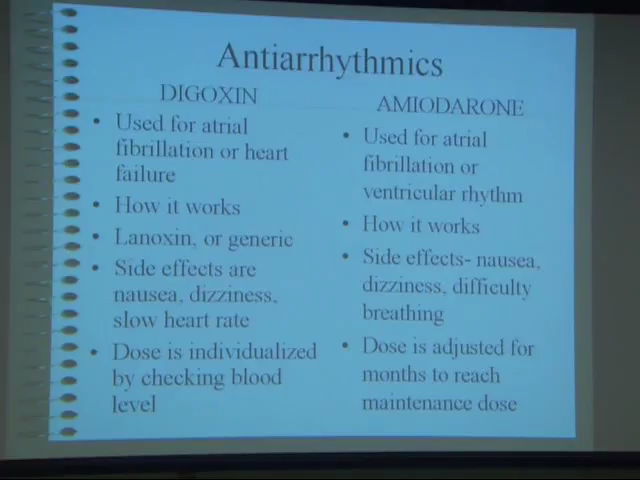 Antiarrhythmics
DIGOXIN
• Used for atrial
fibrillation or heart
failure
• How it works
• Lanoxin, or generic
• Side effects are
nausea, dizziness,
slow heart rate
• Dose is individualized
by checking blood
level
AMIODARONE
• Used for atrial
fibrillation or
ventricular rhythm
• How it works
• Side effects- nausea,
dizziness, difficulty
breathing
• Dose is adjusted for
months to reach
maintenance dose